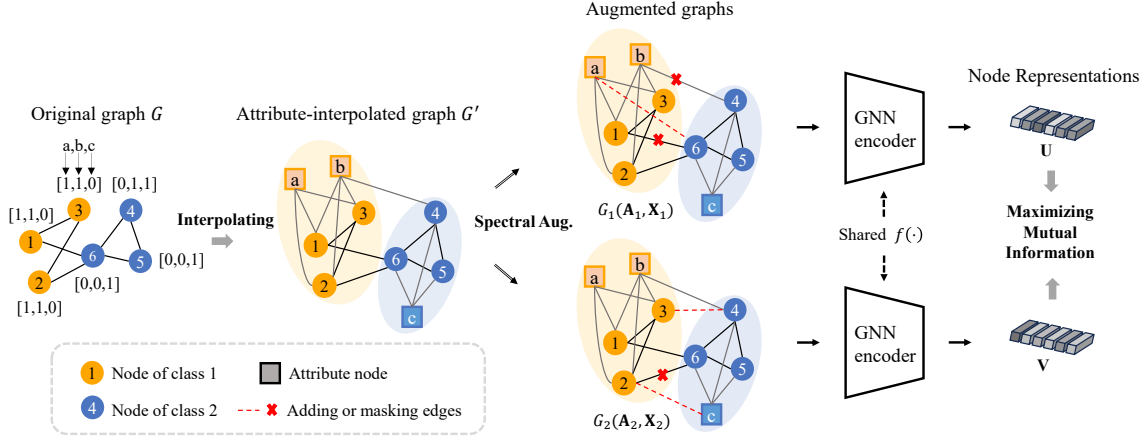 Augmented graphs
Original graph G
a,b,c
[1,1,0]
[0,1,1]
[1,1,0]
3
4
1
6
5
[0,0,1]
2
[0,0,1]
[1,1,0]
Interpolating
Attribute-interpolated graph G′
a
b
3
4
1
6
5
2
c
Spectral Aug.
a
b
3
4
1
6
5
2
c
G₁(A₁, X₁)
a
b
3
4
1
6
5
2
c
G₂(A₂, X₂)
GNN
encoder
Shared f(·)
GNN
encoder
Node Representations
U
Maximizing
Mutual
Information
V
1 Node of class 1
Attribute node
4 Node of class 2
Adding or masking edges